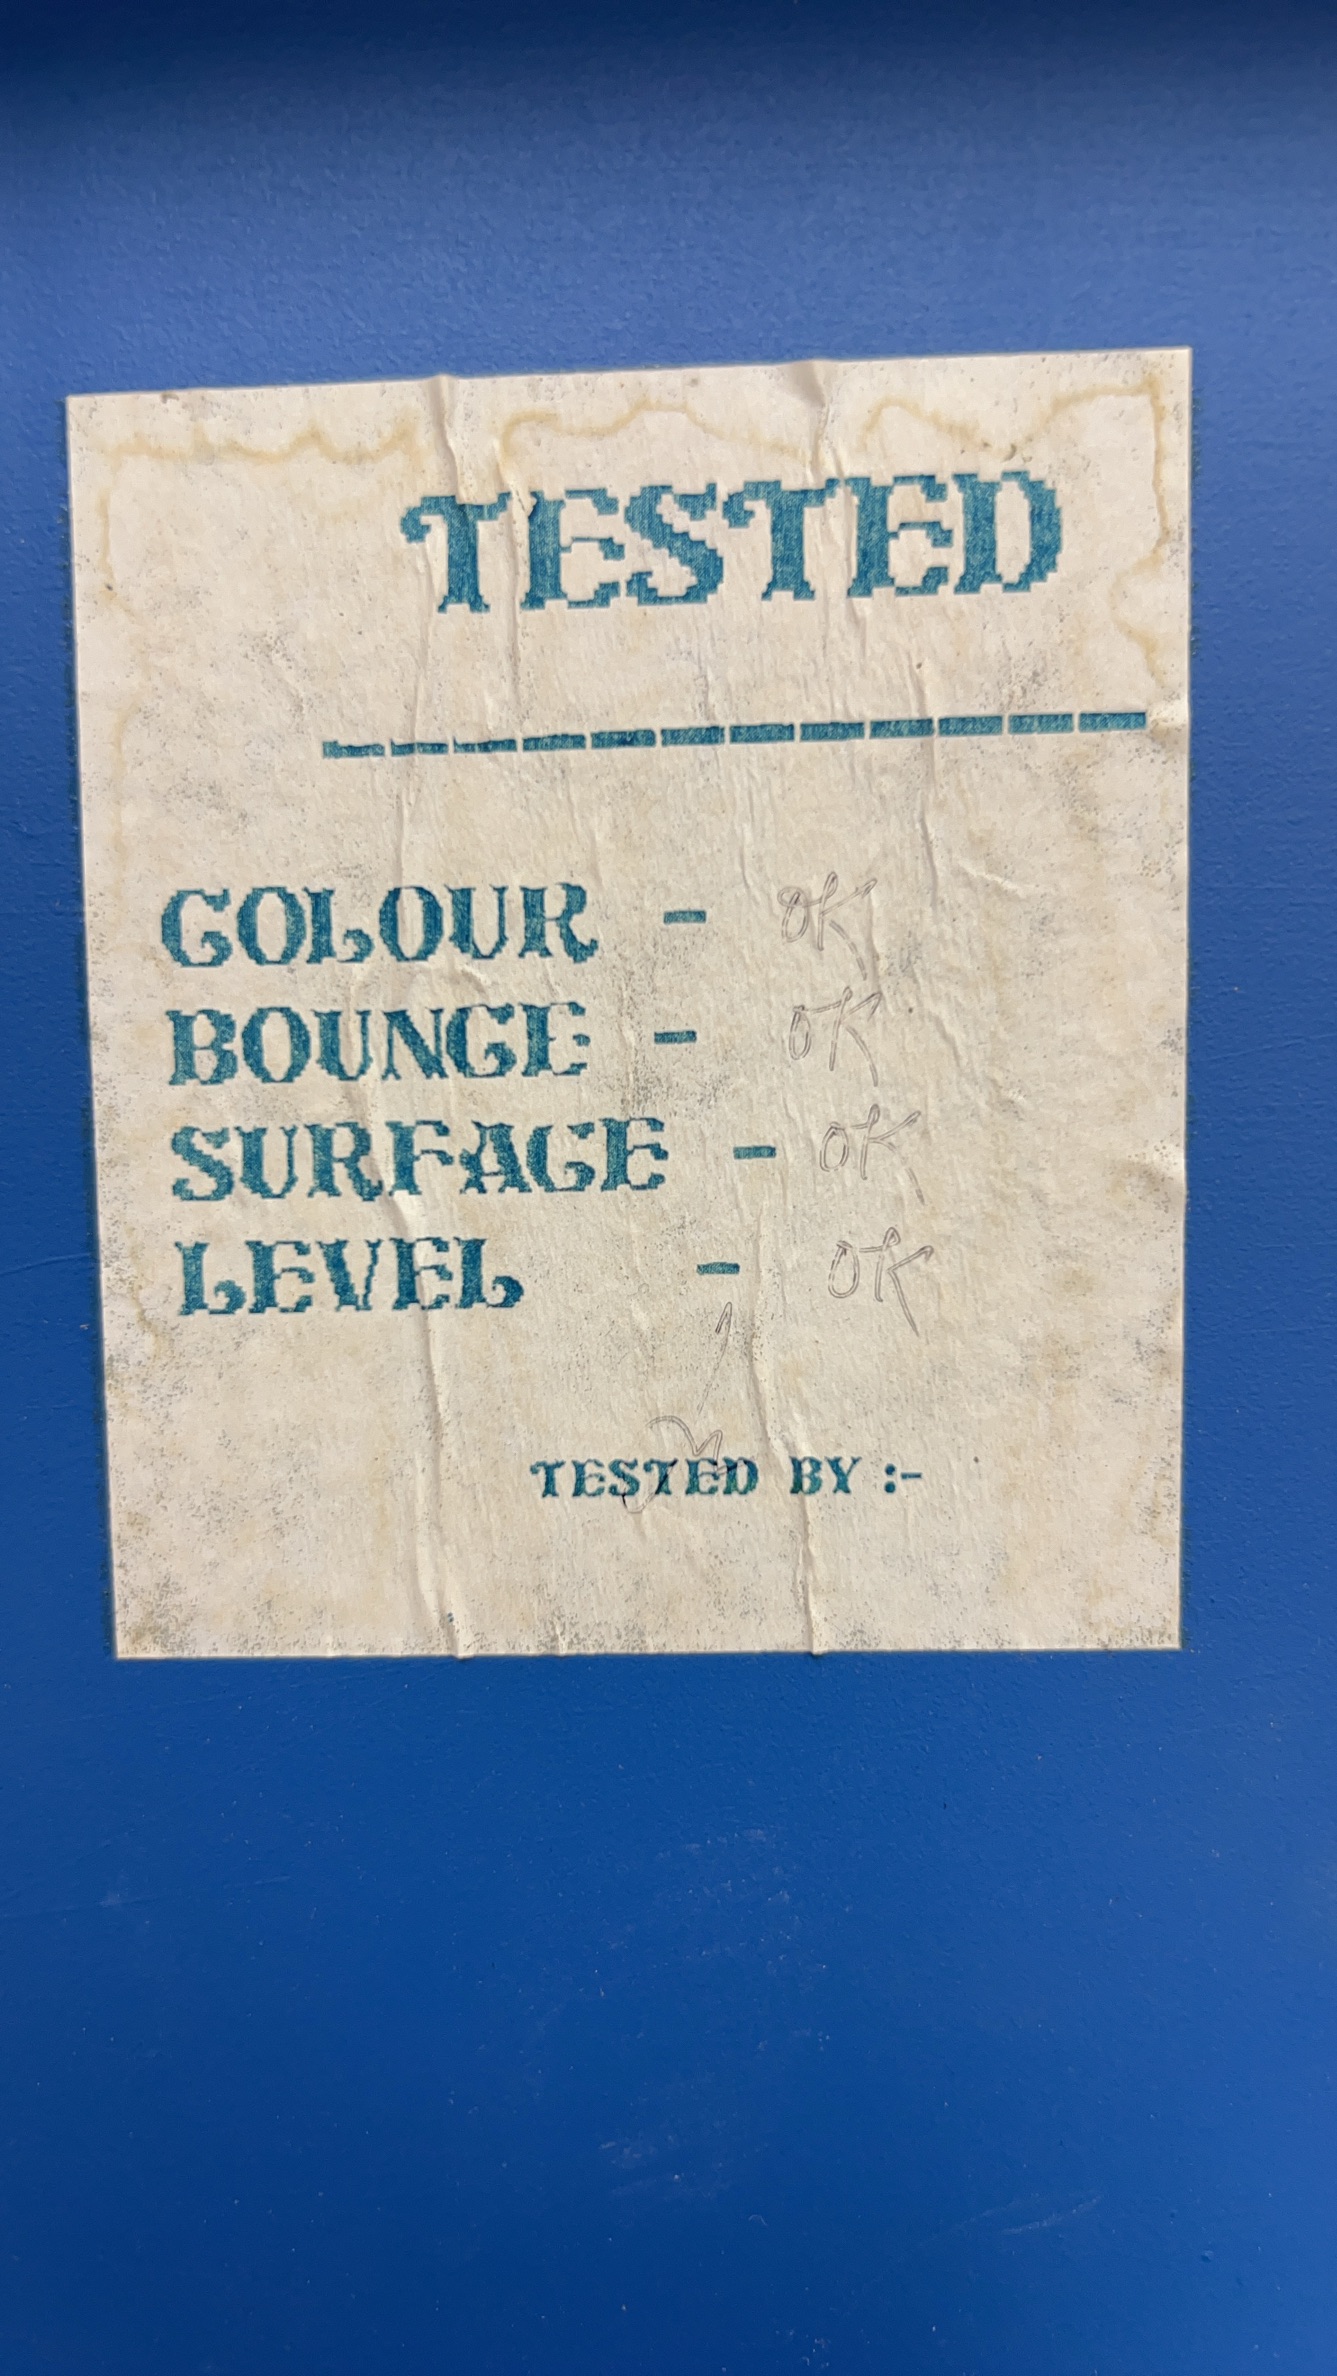 TESTED
------------
COLOUR - OK
BOUNCE - OK
SURFACE - OK
LEVEL - OK
TESTED BY :-